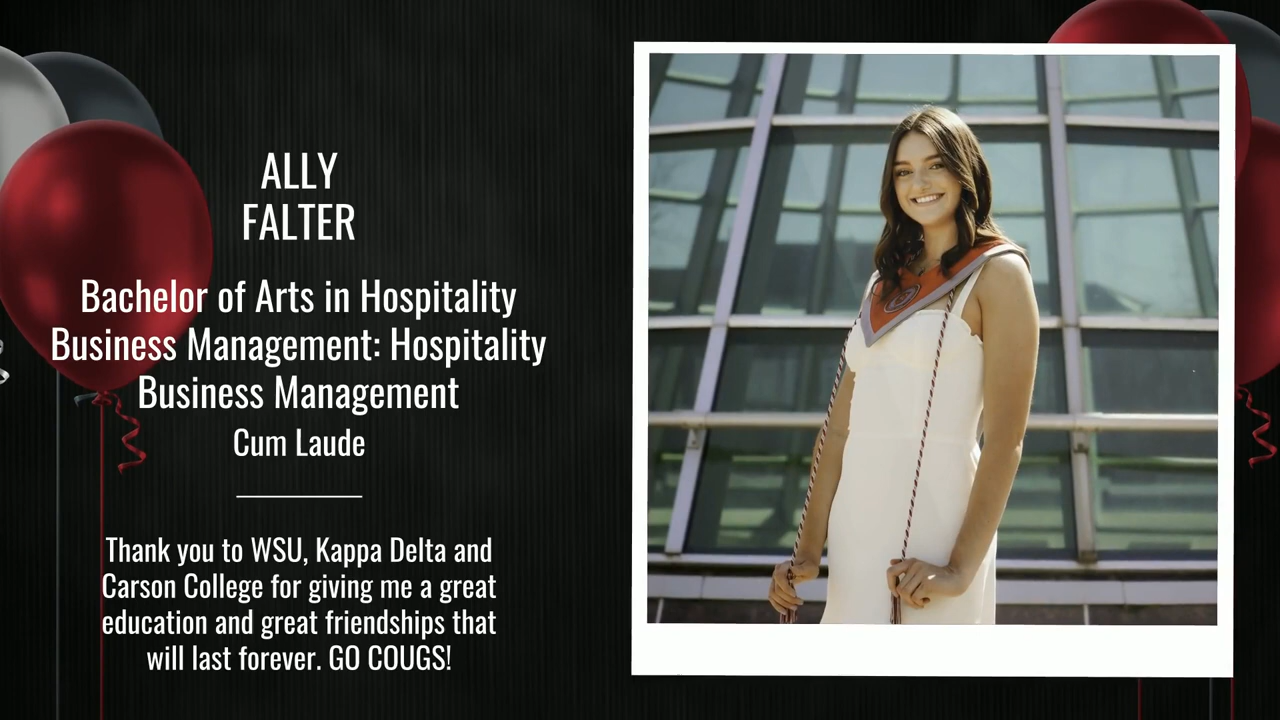 ALLY
FALTER
Bachelor of Arts in Hospitality
Business Management: Hospitality
Business Management
Cum Laude
Thank you to WSU, Kappa Delta and
Carson College for giving me a great
education and great friendships that
will last forever. GO COUGS!